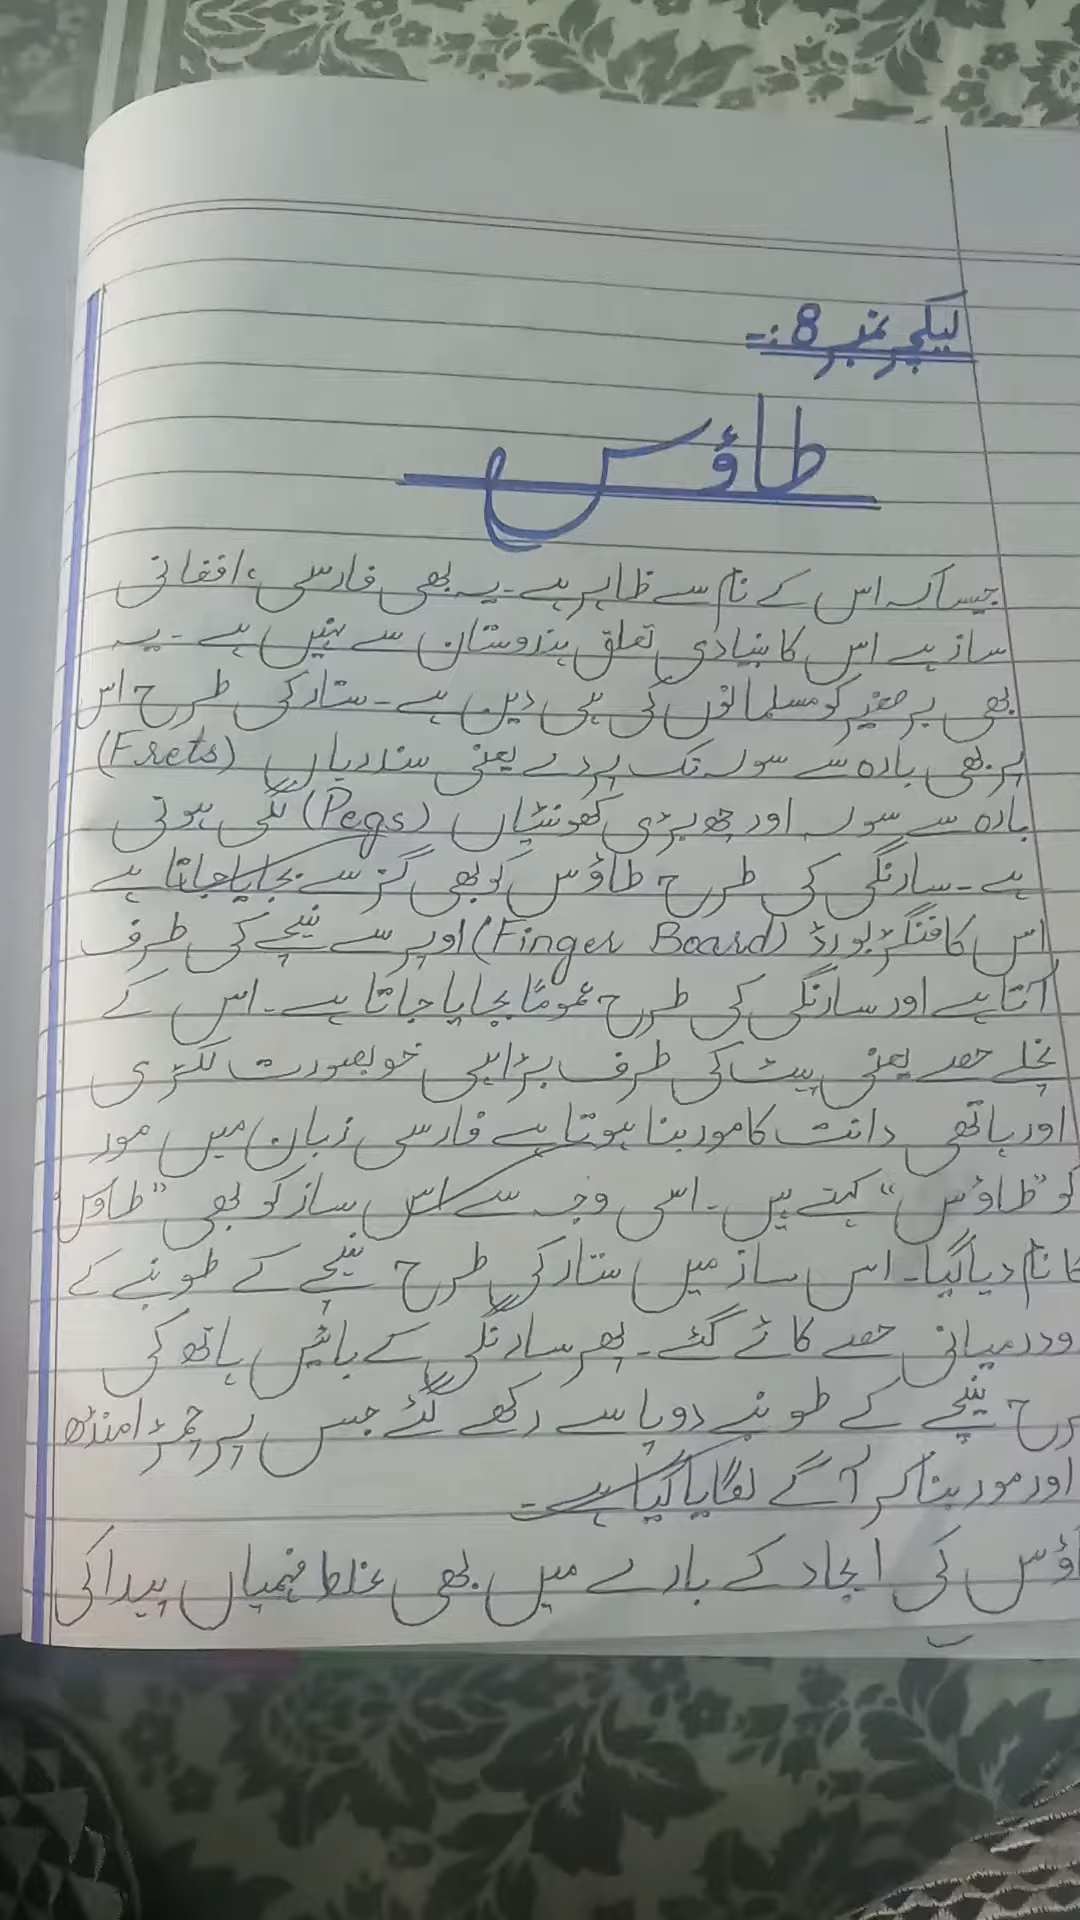 لیکچر نمبر 8 :-
طاؤس
جیسا کہ اس کے نام سے ظاہر ہے۔ یہ بھی فارسی، افغانی
ساز ہے اس کا بنیادی تعلق ہندوستان سے نہیں ہے۔ یہ
بھی برصغیر کو مسلمانوں کی ہی دین ہے۔ ستار کی طرح اس
پر بھی بارہ سے سولہ تک پردے یعنی سندریاں (Frets)
بارہ سے سولہ اور چھ بڑی کھونٹیاں (Pegs) لگی ہوتی
ہے۔ سارنگی کی طرح طاؤس کو بھی گز سے بجایا جاتا ہے
اس کا فنگر بورڈ (Finger Board) اوپر سے نیچے کی طرف
آتا ہے اور سارنگی کی طرح عموماً بجایا جاتا ہے۔ اس کے
نچلے حصے یعنی پیٹ کی طرف بڑا ہی خوبصورت لکڑی
اور ہاتھی دانت کا مور بنا ہوتا ہے فارسی زبان میں مور
کو "طاؤس" کہتے ہیں۔ اسی وجہ سے اس ساز کو بھی "طاؤس
کا نام دیا گیا۔ اس ساز میں ستار کی طرح نیچے کے طونبے کے
ودرمیانی حصے کاٹے گئے۔ پھر سارنگی کے بائیں ہاتھ کی
رح نیچے کے طونبے دوپاسے رکھے گئے جس پر چمڑا منڈھ
اور مور بنا کر آگے لگایا گیا ہے۔
اؤس کی ایجاد کے بارے میں بھی غلط فہمیاں پیدا کی